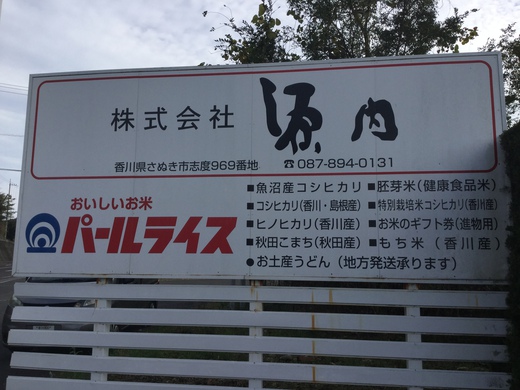 株式会社 源内
香川県さぬき市志度969番地 ☎087-894-0131
おいしいお米
パールライス
■魚沼産コシヒカリ
■コシヒカリ(香川・島根産)
■ヒノヒカリ(香川産)
■秋田こまち(秋田産)
■胚芽米(健康食品米)
■特別栽培米コシヒカリ(香川産)
■お米のギフト券(進物用)
■もち米(香川産)
●お土産うどん(地方発送承ります)